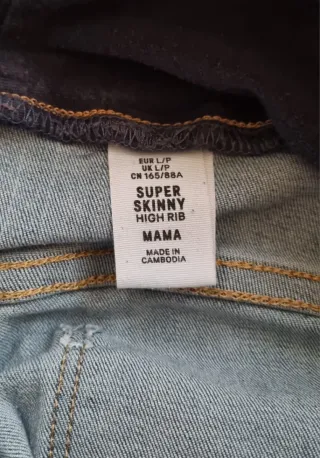 EUR L/P
UK L/P
CN 165/88A
SUPER
SKINNY
HIGH RIB
MAMA
MADE IN
CAMBODIA